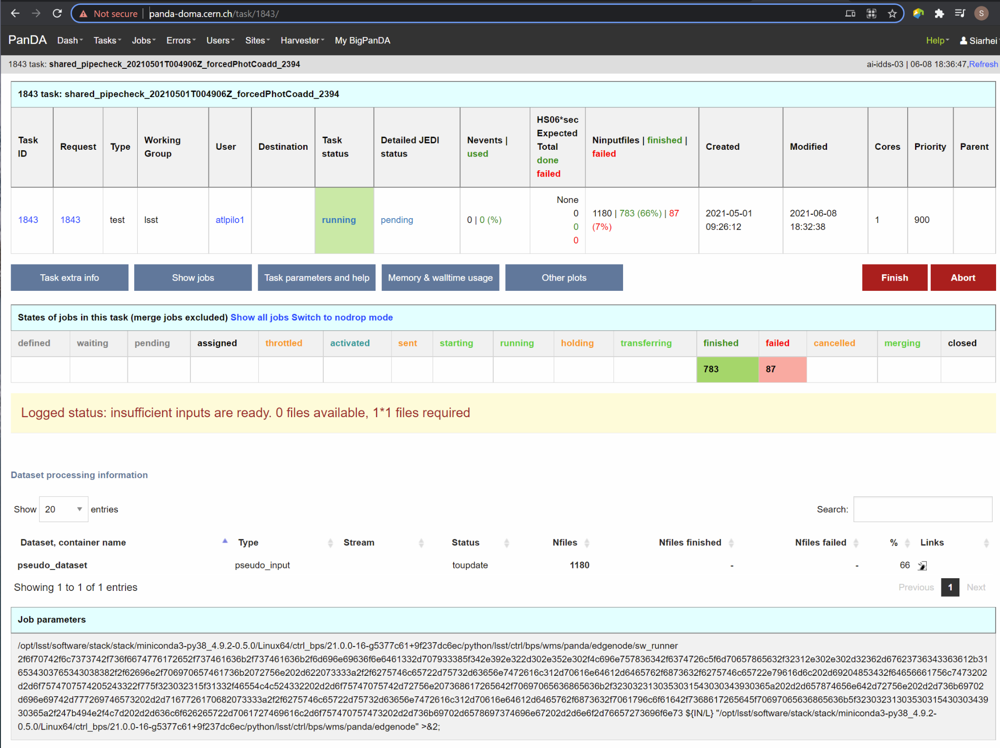 Not secure | panda-doma.cern.ch/task/1843/
S
PanDA Dash Tasks Jobs Errors Users Sites Harvester My BigPanDA Help Siarhei
1843 task: shared_pipecheck_20210501T004906Z_forcedPhotCoadd_2394 ai-idds-03 | 06-08 18:36:47,Refresh
1843 task: shared_pipecheck_20210501T004906Z_forcedPhotCoadd_2394
Task ID Request Type Working Group User Destination Task status Detailed JEDI status Nevents | used HS06*sec Expected Total done failed Ninputfiles | finished | failed Created Modified Cores Priority Parent
1843 1843 test lsst atlpilo1 running pending 0 | 0 (%) None 0 0 0 1180 | 783 (66%) | 87 (7%) 2021-05-01 09:26:12 2021-06-08 18:32:38 1 900
Task extra info Show jobs Task parameters and help Memory & walltime usage Other plots Finish Abort
States of jobs in this task (merge jobs excluded) Show all jobs Switch to nodrop mode
defined waiting pending assigned throttled activated sent starting running holding transferring finished failed cancelled merging closed
783 87
Logged status: insufficient inputs are ready. 0 files available, 1*1 files required
Dataset processing information
Show 20 entries Search:
Dataset, container name Type Stream Status Nfiles Nfiles finished Nfiles failed % Links
pseudo_dataset pseudo_input toupdate 1180 - - 66
Showing 1 to 1 of 1 entries Previous 1 Next
Job parameters
/opt/lsst/software/stack/stack/miniconda3-py38_4.9.2-0.5.0/Linux64/ctrl_bps/21.0.0-16-g5377c61+9f237dc6ec/python/lsst/ctrl/bps/wms/panda/edgenode/sw_runner
${IN/L} "/opt/lsst/software/stack/stack/miniconda3-py38_4.9.2-
0.5.0/Linux64/ctrl_bps/21.0.0-16-g5377c61+9f237dc6ec/python/lsst/ctrl/bps/wms/panda/edgenode" >&2;